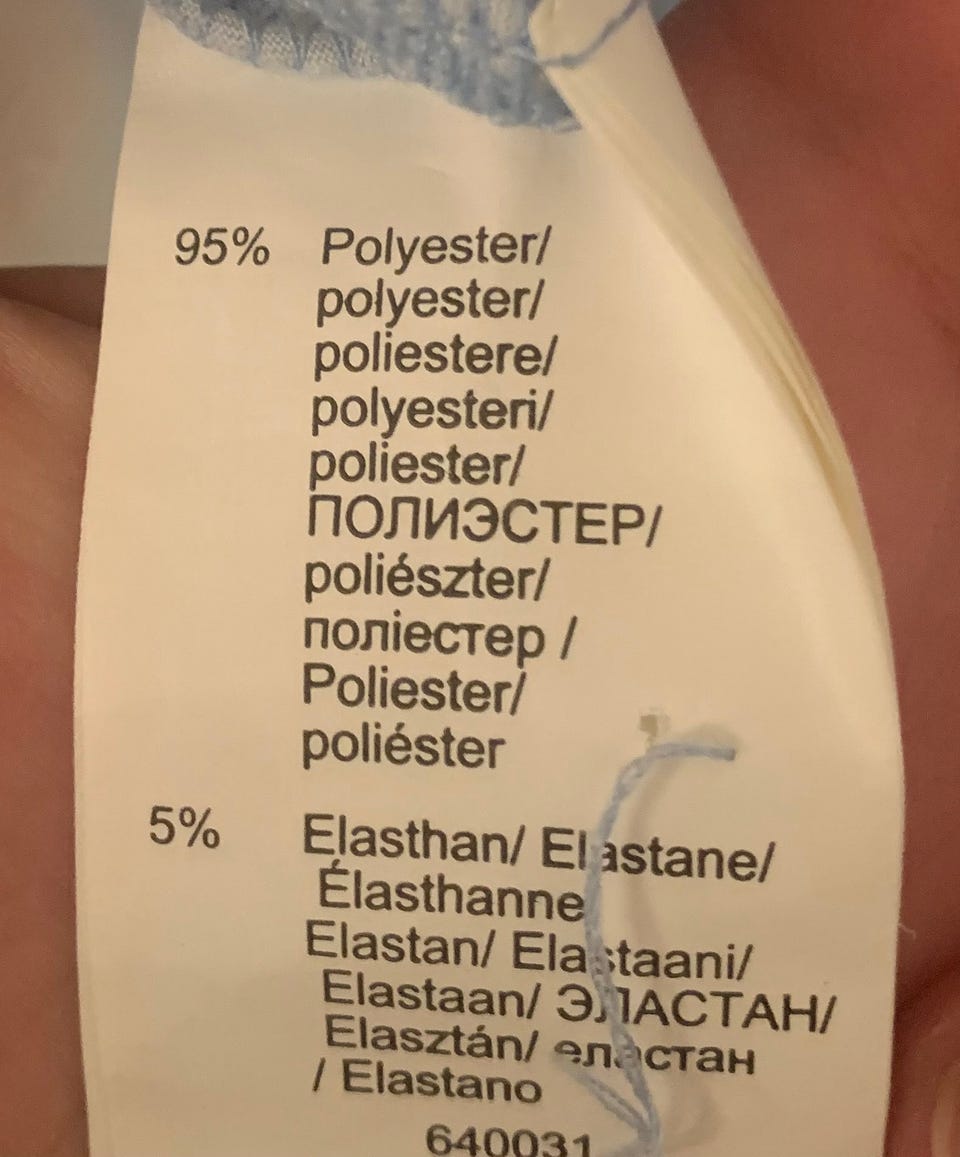 95% Polyester/
polyester/
poliestere/
polyesteri/
poliester/
ПОЛИЭСТЕР/
poliészter/
поліестер /
Poliester/
poliéster
5% Elasthan/ Elastane/
Élasthanne
Elastan/ Elastaani/
Elastaan/ ЭЛАСТАН/
Elasztán/ еластан
/ Elastano
640031